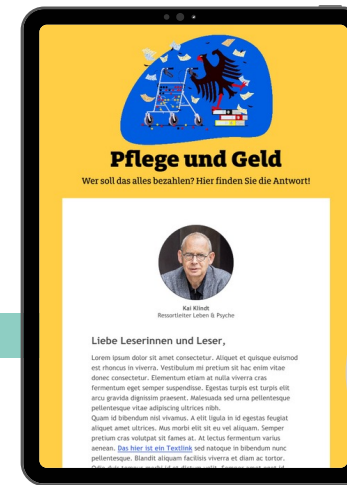 Pflege und Geld
Wer soll das alles bezahlen? Hier finden Sie die Antwort!
Kai Klindt
Ressortleiter Leben & Psyche
Liebe Leserinnen und Leser,
Lorem ipsum dolor sit amet consectetur. Aliquet et quisque euismod
est rhoncus in viverra. Vestibulum mi pretium sit hac enim vitae
donec consectetur. Elementum etiam at nulla viverra cras
fermentum eget semper suspendisse. Egestas turpis est turpis elit
arcu gravida dignissim praesent. Malesuada sed urna pellentesque
pellentesque vitae adipiscing ultrices nibh.
Quam id bibendum nisl vivamus. A elit ligula in id egestas feugiat
aliquet amet ultrices. Mus morbi elit sit eu vel aliquam. Semper
pretium cras volutpat sit fames at. At lectus fermentum varius
aenean. Das hier ist ein Textlink sed natoque in bibendum nunc
pellentesque. Blandit aliquam facilisis viverra et diam ac tortor.